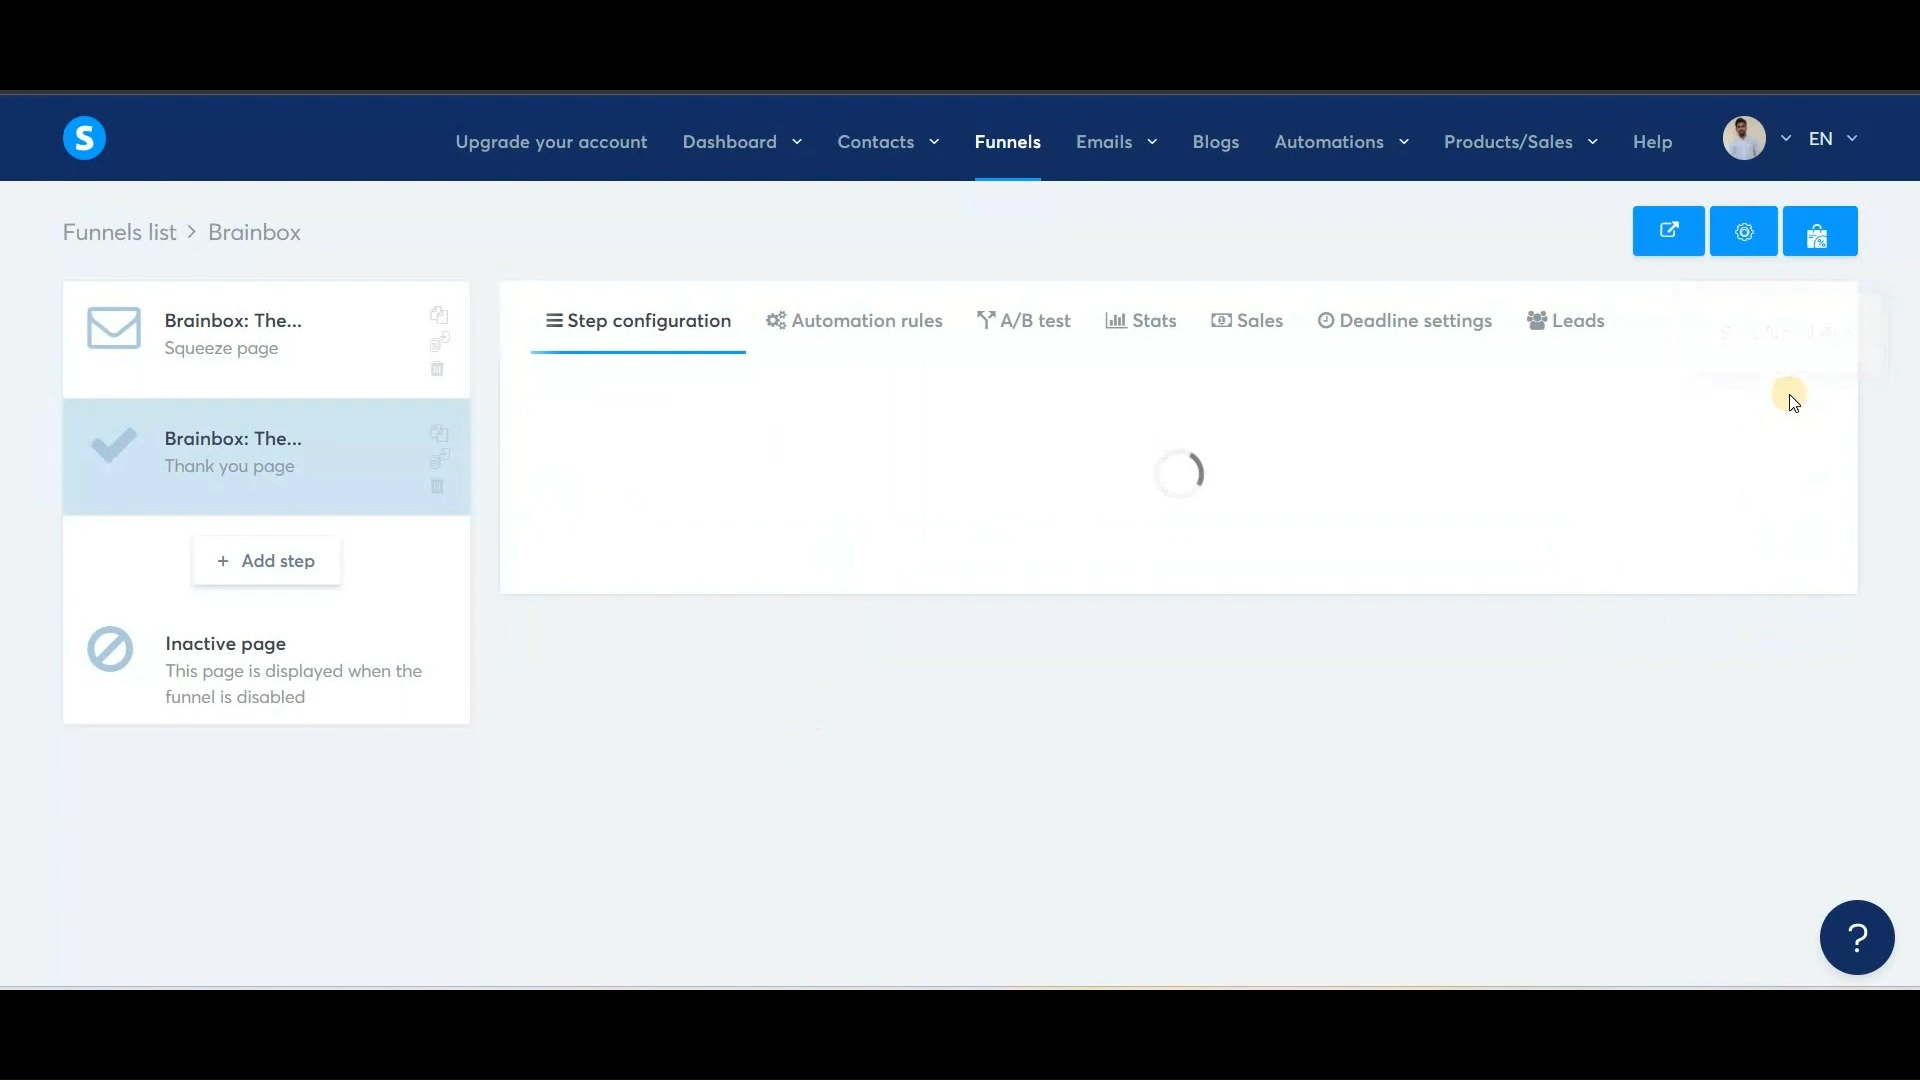 S
Upgrade your account Dashboard Contacts Funnels Emails Blogs Automations Products/Sales Help EN
Funnels list > Brainbox
Brainbox: The...
Squeeze page
Brainbox: The...
Thank you page
+ Add step
Inactive page
This page is displayed when the
funnel is disabled
Step configuration Automation rules A/B test Stats Sales Deadline settings Leads
?